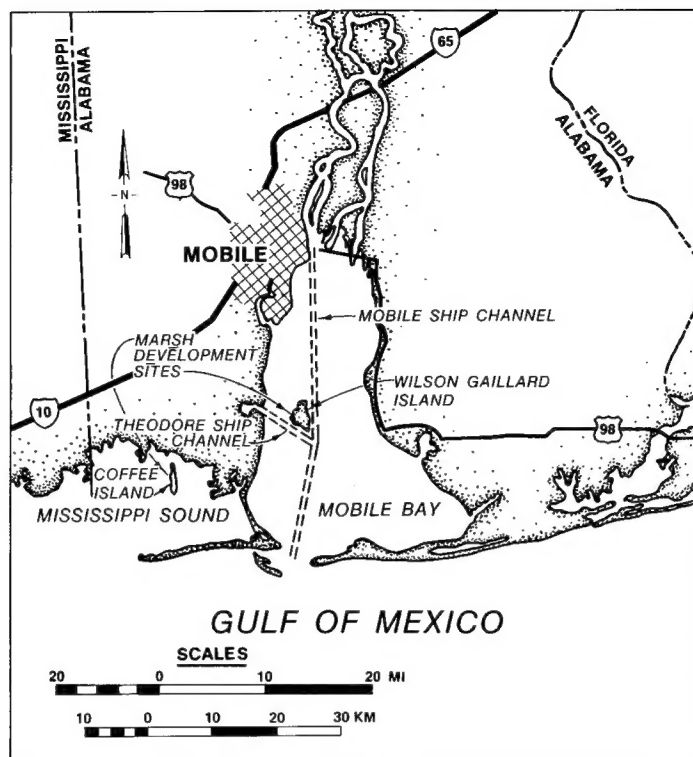 MISSISSIPPI
ALABAMA
65
FLORIDA
ALABAMA
N
98
MOBILE
MOBILE SHIP CHANNEL
MARSH
DEVELOPMENT
SITES
WILSON GAILLARD
ISLAND
10
THEODORE SHIP
CHANNEL
98
COFFEE
ISLAND
MISSISSIPPI SOUND
MOBILE BAY
GULF OF MEXICO
SCALES
20 0 10 20 MI
10 0 10 20 30 KM